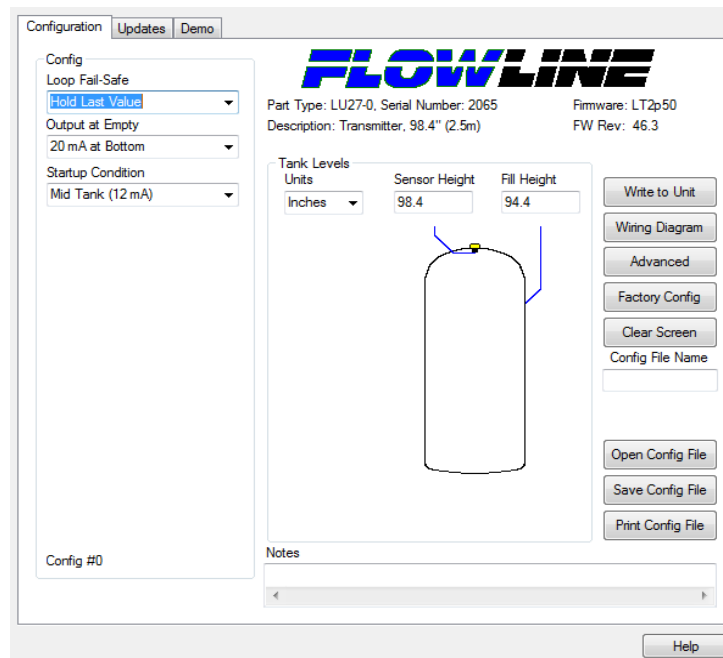 Configuration Updates Demo
Config
Loop Fail-Safe
Hold Last Value
Output at Empty
20 mA at Bottom
Startup Condition
Mid Tank (12 mA)
Config #0
FLOWLINE
Part Type: LU27-0, Serial Number: 2065 Firmware: LT2p50
Description: Transmitter, 98.4" (2.5m) FW Rev: 46.3
Tank Levels
Units Sensor Height Fill Height
Inches 98.4 94.4
Write to Unit
Wiring Diagram
Advanced
Factory Config
Clear Screen
Config File Name
Open Config File
Save Config File
Print Config File
Notes
Help